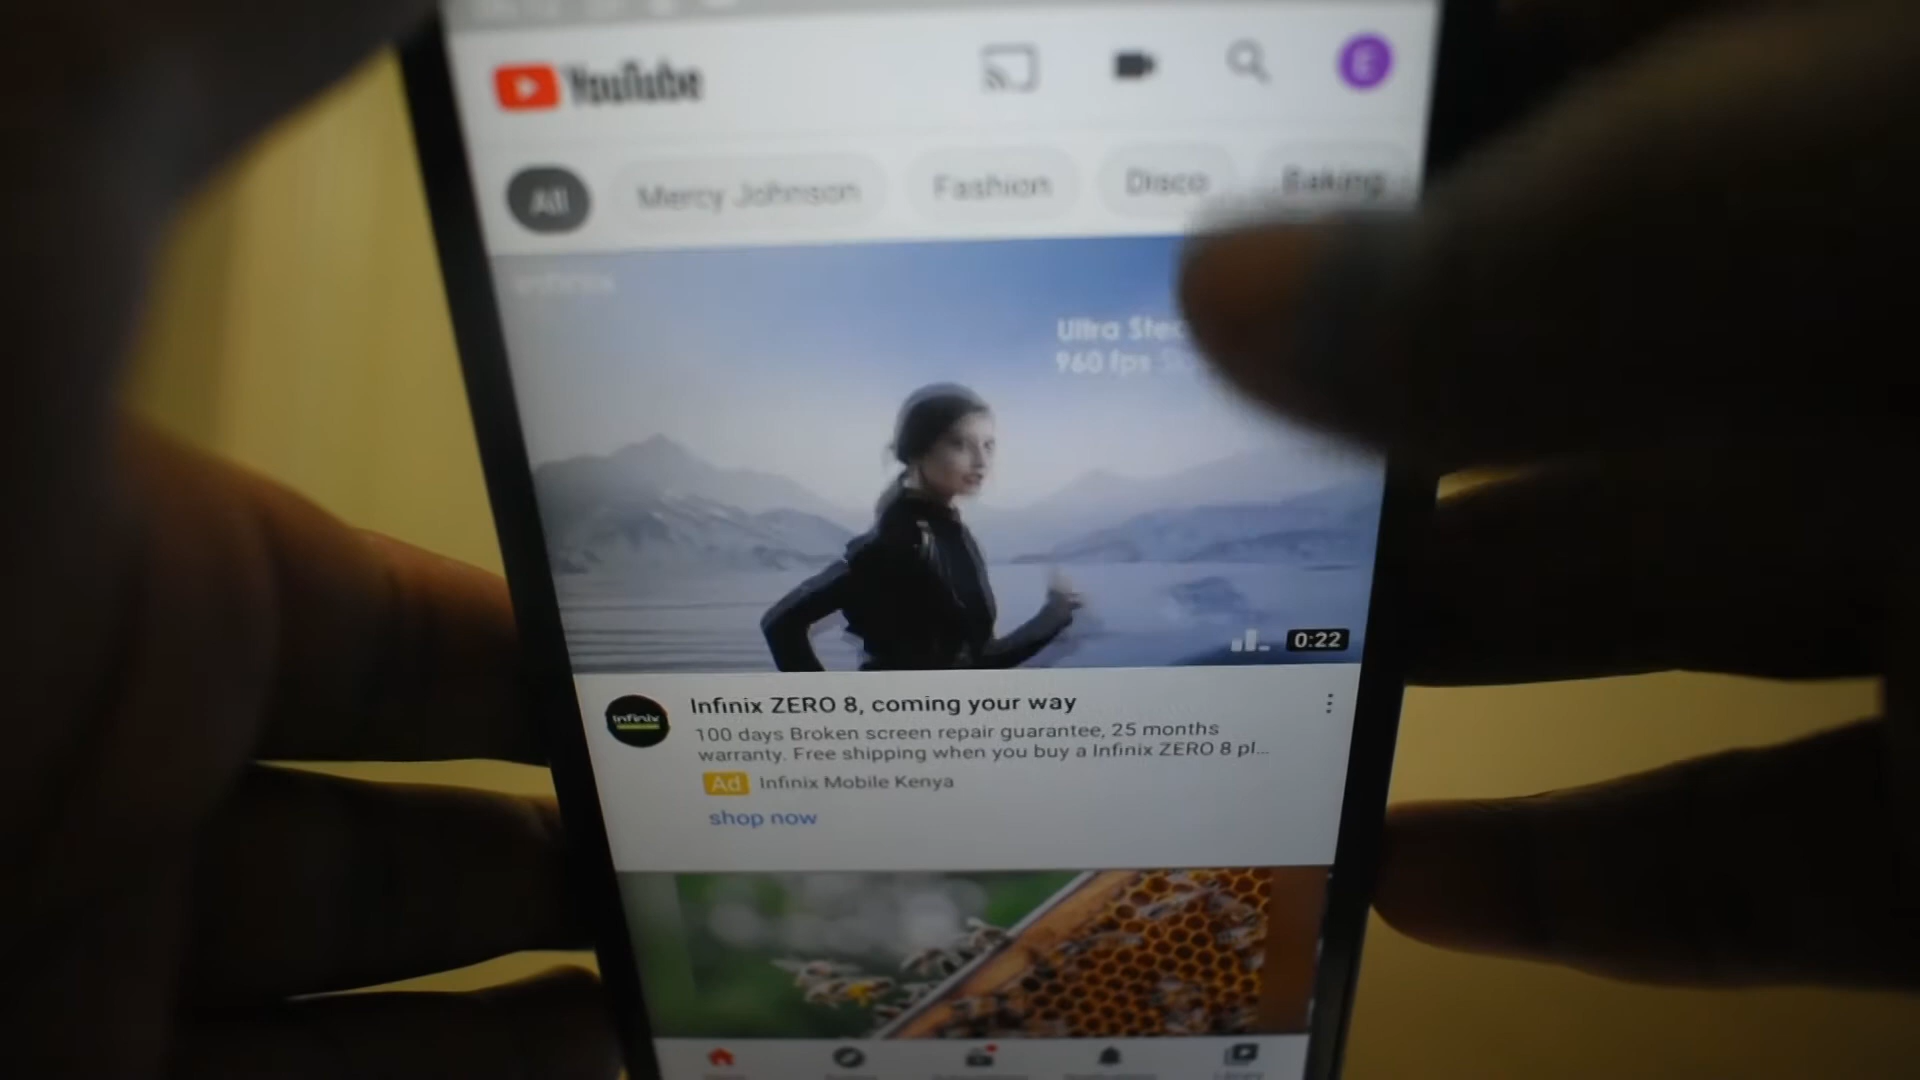 YouTube
E
All
Mercy Johnson
Fashion
Disco
Baking
Infinix
Ultra
960 fps
0:22
Infinix
Infinix ZERO 8, coming your way
100 days Broken screen repair guarantee, 25 months
warranty. Free shipping when you buy a Infinix ZERO 8 pl...
Ad Infinix Mobile Kenya
shop now